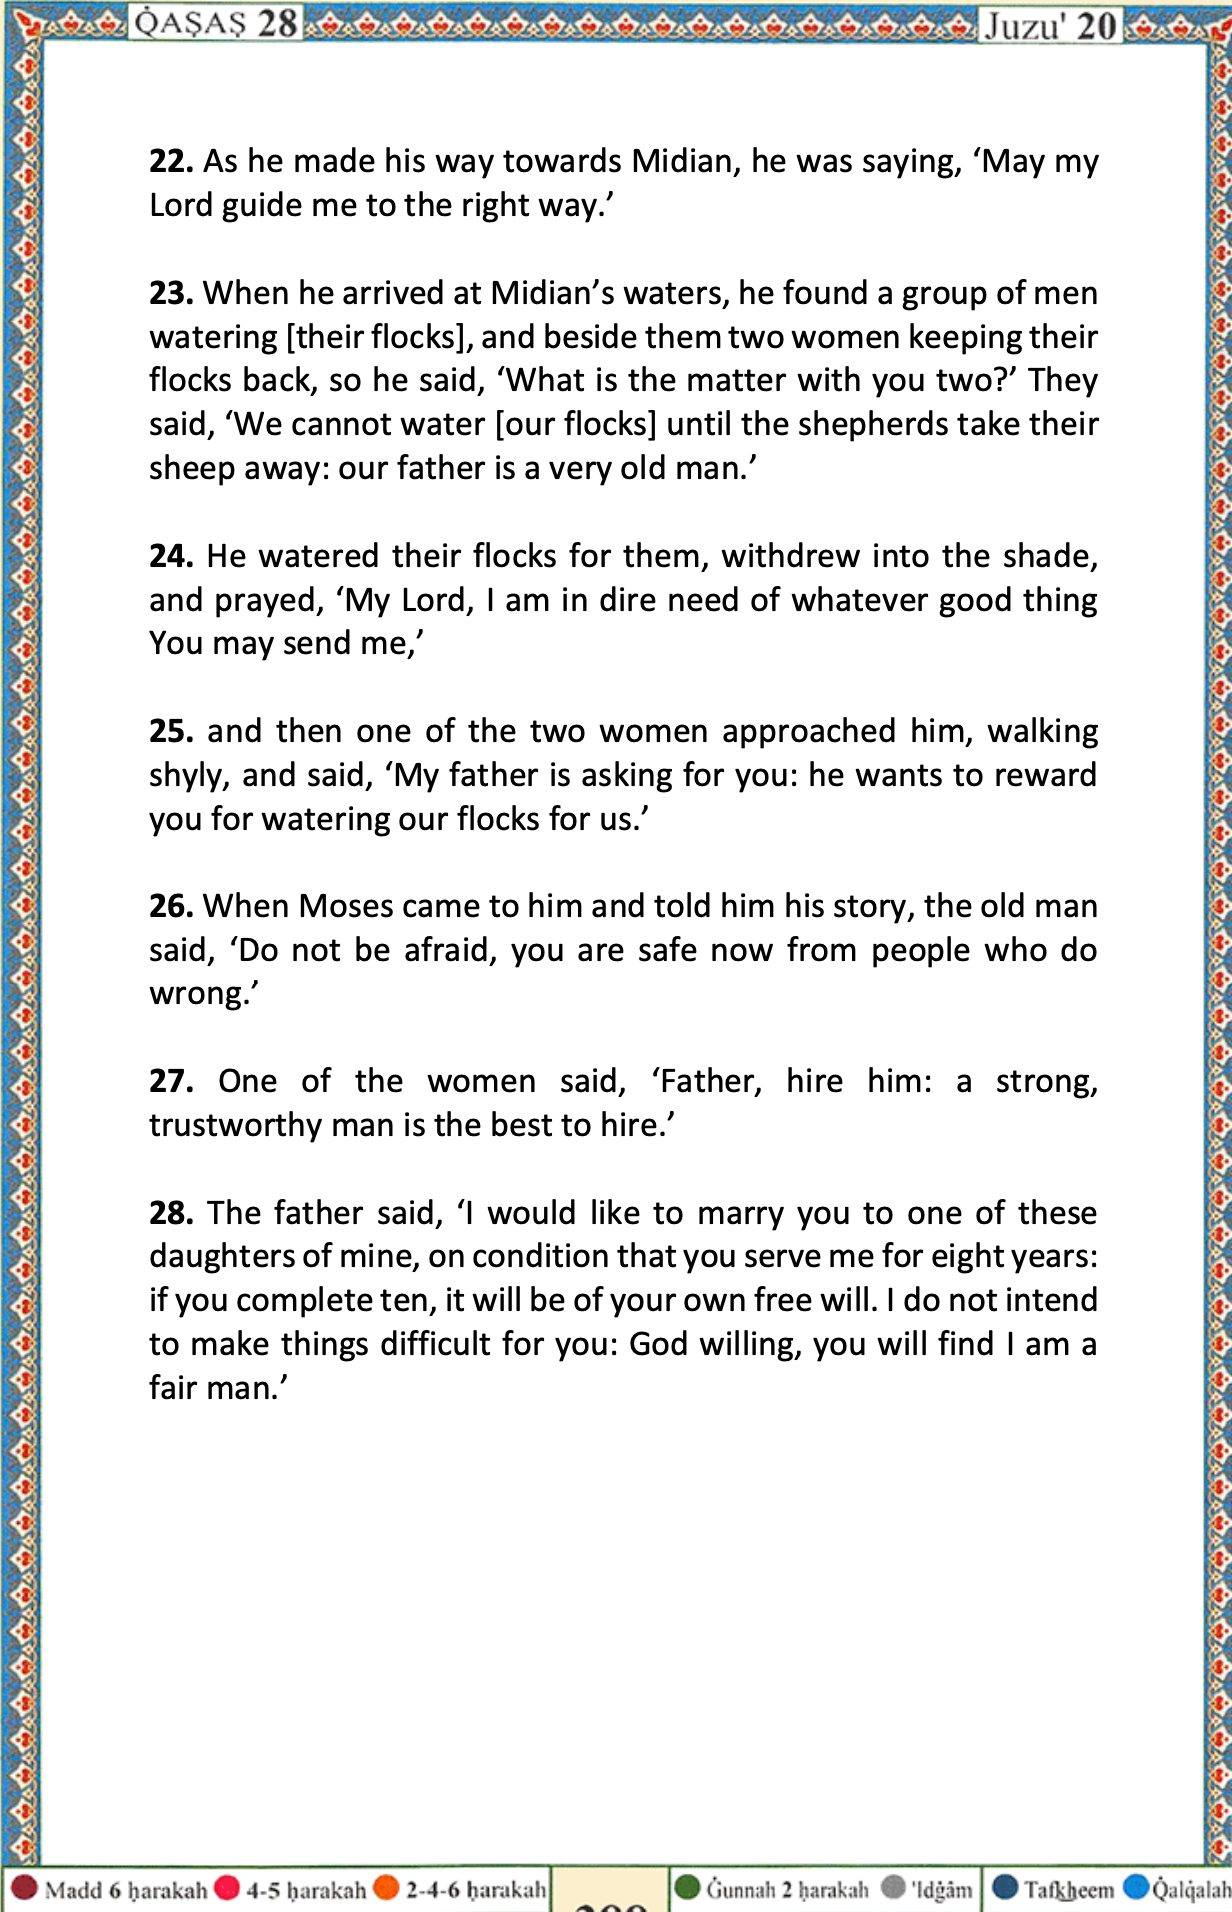 QAṢAṢ 28
Juzu' 20
22. As he made his way towards Midian, he was saying, ‘May my
Lord guide me to the right way.’
23. When he arrived at Midian’s waters, he found a group of men
watering [their flocks], and beside them two women keeping their
flocks back, so he said, ‘What is the matter with you two?’ They
said, ‘We cannot water [our flocks] until the shepherds take their
sheep away: our father is a very old man.’
24. He watered their flocks for them, withdrew into the shade,
and prayed, ‘My Lord, I am in dire need of whatever good thing
You may send me,’
25. and then one of the two women approached him, walking
shyly, and said, ‘My father is asking for you: he wants to reward
you for watering our flocks for us.’
26. When Moses came to him and told him his story, the old man
said, ‘Do not be afraid, you are safe now from people who do
wrong.’
27. One of the women said, ‘Father, hire him: a strong,
trustworthy man is the best to hire.’
28. The father said, ‘I would like to marry you to one of these
daughters of mine, on condition that you serve me for eight years:
if you complete ten, it will be of your own free will. I do not intend
to make things difficult for you: God willing, you will find I am a
fair man.’
Madd 6 ḥarakah 4-5 ḥarakah 2-4-6 ḥarakah
Ġunnah 2 ḥarakah 'Idġâm
Tafk͟heem Q̇alq̇alah